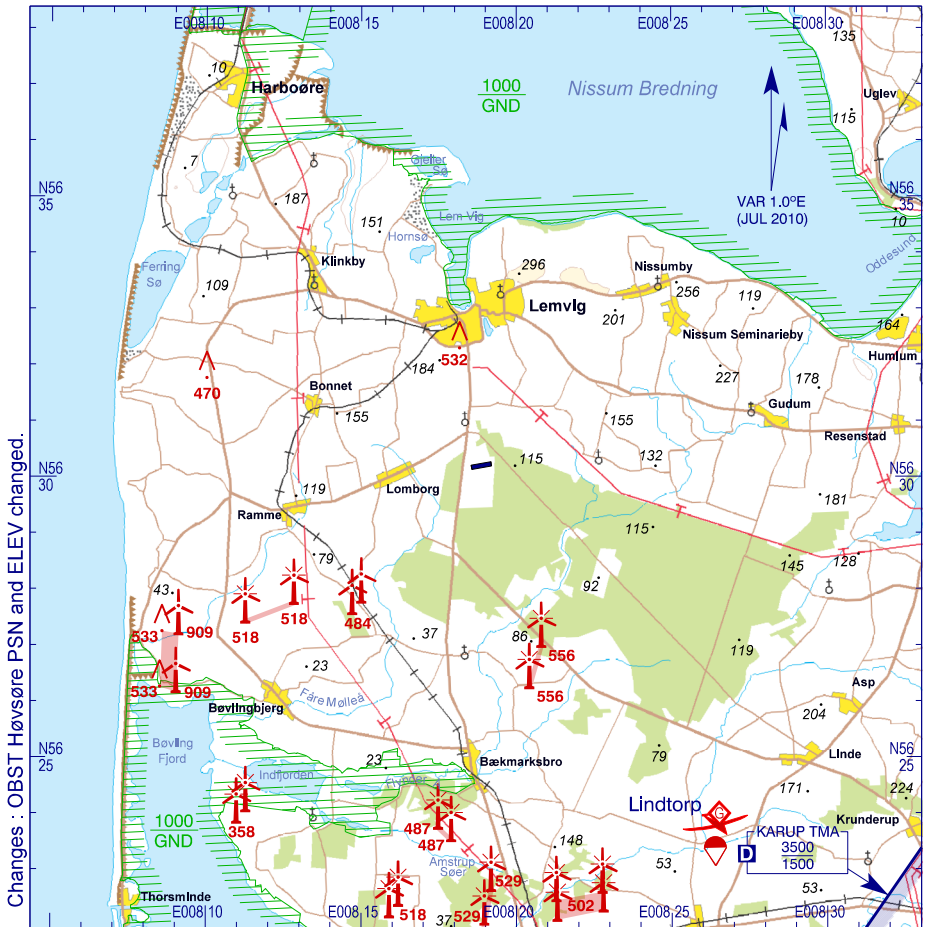 E008 10
E008 15
E008 20
E008 25
E008 30
135
10
Harboøre
1000
GND
Nissum Bredning
Uglev
115
7
Gjeller
Sø
N56
35
187
151
Lem Vig
Hornsø
VAR 1.0°E
(JUL 2010)
N56
35
10
Oddesund
Klinkby
Ferring
Sø
109
296
Nissumby
256
119
Lemvig
201
Nissum Seminarieby
164
Humlum
532
184
470
227
178
Bonnet
155
155
Gudum
Resenstad
N56
30
115
132
N56
30
119
Lomborg
181
Ramme
115
79
145
128
43
92
533
909
518
518
484
37
86
556
119
533
909
23
556
Asp
Bøvlingbjerg
Fåre Mølleå
204
N56
25
Bøvling
Fjord
23
79
Linde
N56
25
Indfjorden
Flynder
Bækmarksbro
171
224
Lindtorp
G
Krunderup
358
487
487
1000
GND
148
KARUP TMA
D
3500
1500
Amstrup
Søer
53
529
53
Thorsminde
518
37
529
502
E008 10
E008 15
E008 20
E008 25
E008 30
Changes : OBST Høvsøre PSN and ELEV changed.